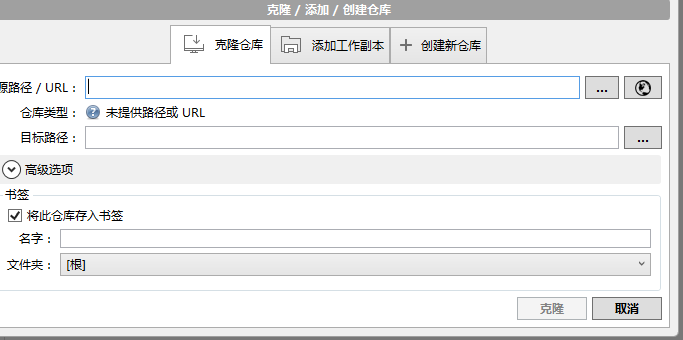 克隆 / 添加 / 创建仓库
克隆仓库 添加工作副本 + 创建新仓库
源路径 / URL： ...
仓库类型： ? 未提供路径或 URL
目标路径： ...
高级选项
书签
将此仓库存入书签
名字：
文件夹： [根]
克隆 取消